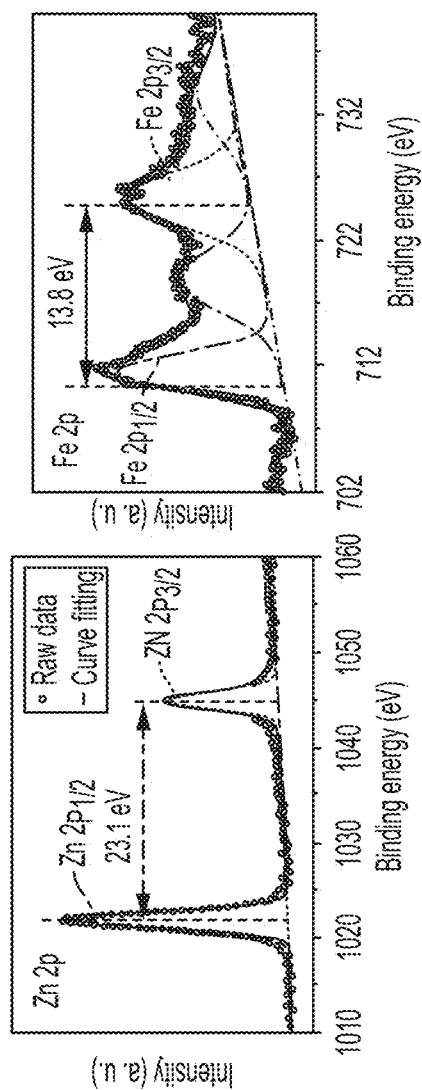 Zn 2p
Zn 2p1/2
23.1 eV
ZN 2P3/2
° Raw data
– Curve fitting
Intensity (a. u.)
1010 1020 1030 1040 1050 1060
Binding energy (eV)
Fe 2p
Fe 2p1/2
13.8 eV
Fe 2p3/2
Intensity (a. u.)
702 712 722 732
Binding energy (eV)